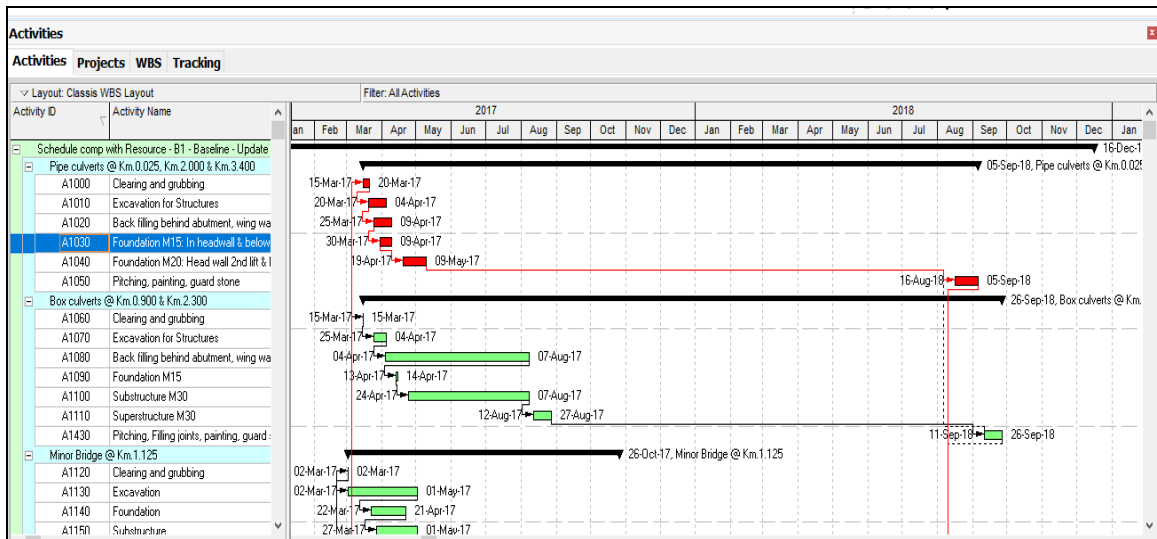 Activities
Activities Projects WBS Tracking
Layout: Classis WBS Layout Filter: All Activities
Activity ID Activity Name 2017 2018
an Feb Mar Apr May Jun Jul Aug Sep Oct Nov Dec Jan Feb Mar Apr May Jun Jul Aug Sep Oct Nov Dec Jan
Schedule comp with Resource - B1 - Baseline - Update 16-Dec-1
Pipe culverts @ Km.0.025, Km.2.000 & Km.3.400 05-Sep-18, Pipe culverts @ Km.0.025
A1000 Clearing and grubbing 15-Mar-17 20-Mar-17
A1010 Excavation for Structures 20-Mar-17 04-Apr-17
A1020 Back filling behind abutment, wing wa 25-Mar-17 09-Apr-17
A1030 Foundation M15: In headwall & below 30-Mar-17 09-Apr-17
A1040 Foundation M20: Head wall 2nd lift & 19-Apr-17 09-May-17
A1050 Pitching, painting, guard stone 16-Aug-18 05-Sep-18
Box culverts @ Km.0.900 & Km.2.300 26-Sep-18, Box culverts @ Km.
A1060 Clearing and grubbing 15-Mar-17 15-Mar-17
A1070 Excavation for Structures 25-Mar-17 04-Apr-17
A1080 Back filling behind abutment, wing wa 04-Apr-17 07-Aug-17
A1090 Foundation M15 13-Apr-17 14-Apr-17
A1100 Substructure M30 24-Apr-17 07-Aug-17
A1110 Superstructure M30 12-Aug-17 27-Aug-17
A1430 Pitching, Filling joints, painting, guard 11-Sep-18 26-Sep-18
Minor Bridge @ Km.1.125 26-Oct-17, Minor Bridge @ Km.1.125
A1120 Clearing and grubbing 02-Mar-17 02-Mar-17
A1130 Excavation 02-Mar-17 01-May-17
A1140 Foundation 22-Mar-17 21-Apr-17
A1150 Substructure 27-Mar-17 01-May-17